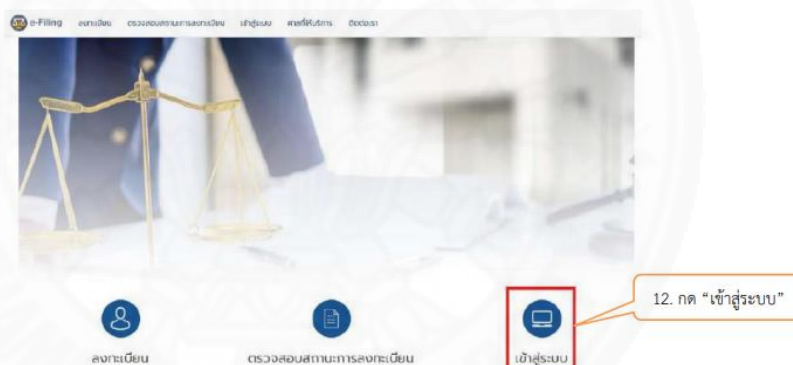 e-Filing ลงทะเบียน ตรวจสอบสถานะการลงทะเบียน เข้าสู่ระบบ ศาลที่ให้บริการ ติดต่อเรา
12. กด “เข้าสู่ระบบ”
ลงทะเบียน ตรวจสอบสถานะการลงทะเบียน เข้าสู่ระบบ